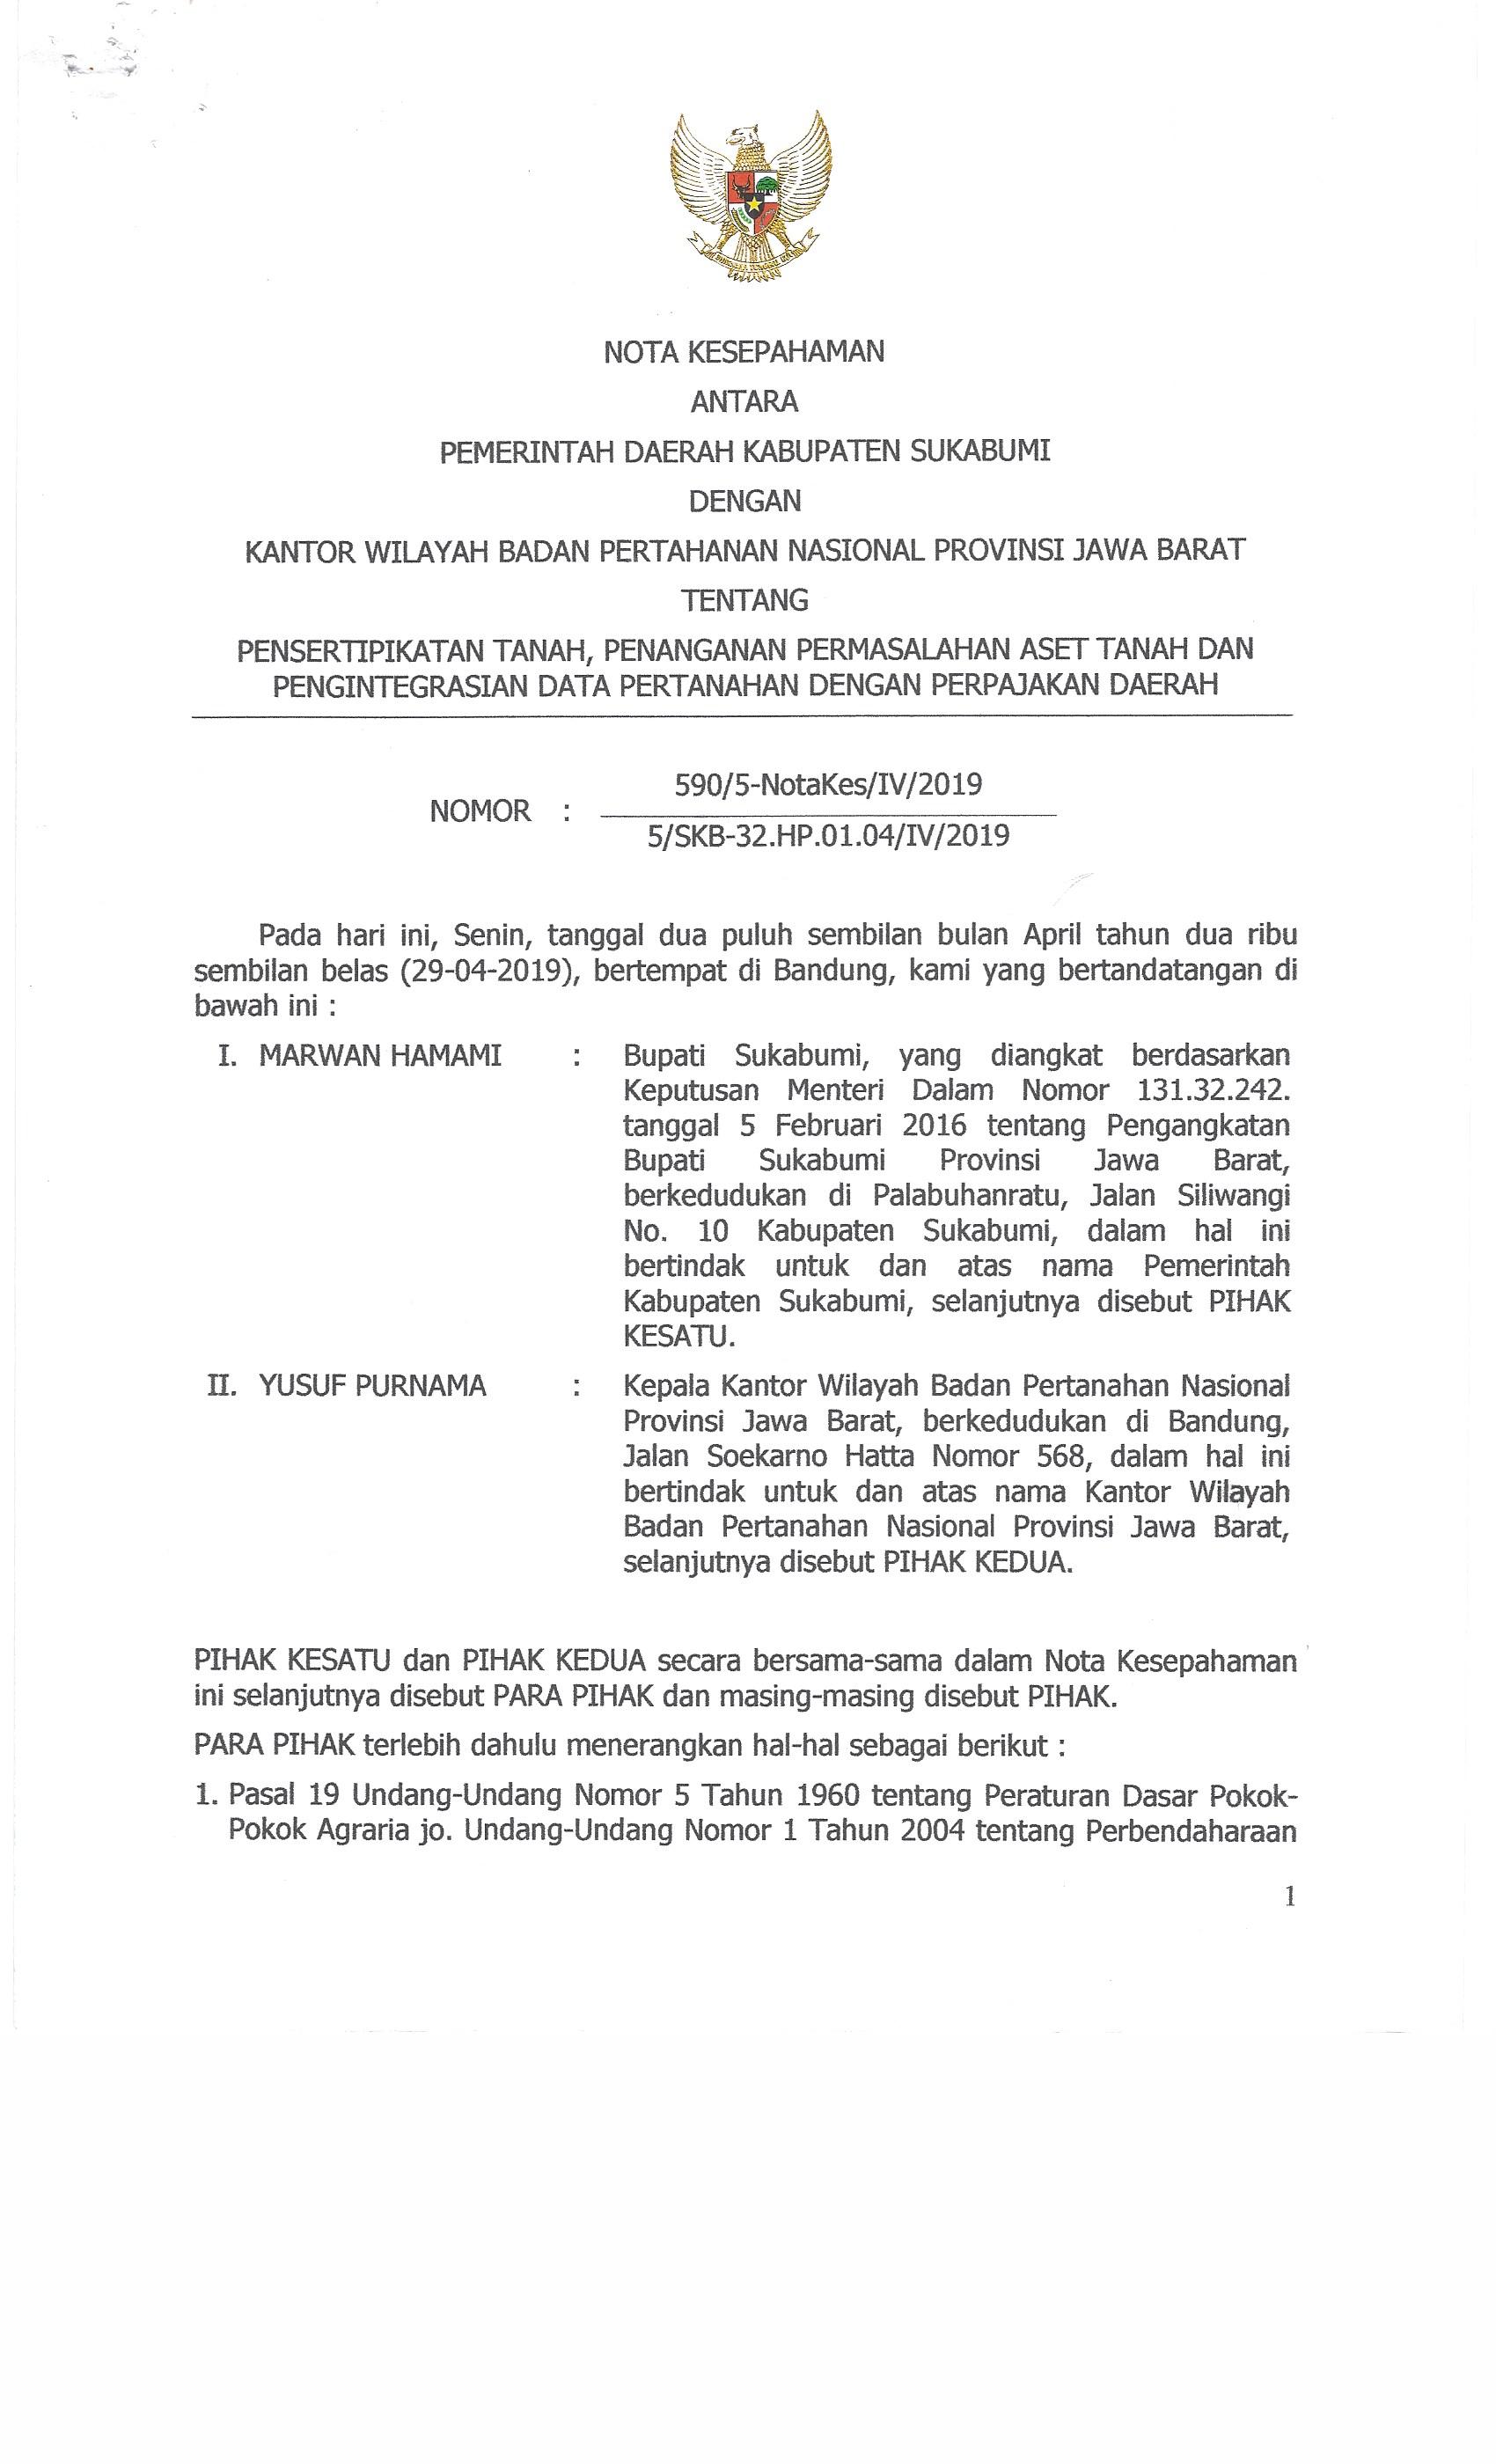 NOTA KESEPAHAMAN
ANTARA
PEMERINTAH DAERAH KABUPATEN SUKABUMI
DENGAN
KANTOR WILAYAH BADAN PERTAHANAN NASIONAL PROVINSI JAWA BARAT
TENTANG
PENSERTIPIKATAN TANAH, PENANGANAN PERMASALAHAN ASET TANAH DAN
PENGINTEGRASIAN DATA PERTANAHAN DENGAN PERPAJAKAN DAERAH
590/5-NotaKes/IV/2019
NOMOR :
5/SKB-32.HP.01.04/IV/2019
Pada hari ini, Senin, tanggal dua puluh sembilan bulan April tahun dua ribu
sembilan belas (29-04-2019), bertempat di Bandung, kami yang bertandatangan di
bawah ini :
I. MARWAN HAMAMI : Bupati Sukabumi, yang diangkat berdasarkan
Keputusan Menteri Dalam Nomor 131.32.242.
tanggal 5 Februari 2016 tentang Pengangkatan
Bupati Sukabumi Provinsi Jawa Barat,
berkedudukan di Palabuhanratu, Jalan Siliwangi
No. 10 Kabupaten Sukabumi, dalam hal ini
bertindak untuk dan atas nama Pemerintah
Kabupaten Sukabumi, selanjutnya disebut PIHAK
KESATU.
II. YUSUF PURNAMA : Kepala Kantor Wilayah Badan Pertanahan Nasional
Provinsi Jawa Barat, berkedudukan di Bandung,
Jalan Soekarno Hatta Nomor 568, dalam hal ini
bertindak untuk dan atas nama Kantor Wilayah
Badan Pertanahan Nasional Provinsi Jawa Barat,
selanjutnya disebut PIHAK KEDUA.
PIHAK KESATU dan PIHAK KEDUA secara bersama-sama dalam Nota Kesepahaman
ini selanjutnya disebut PARA PIHAK dan masing-masing disebut PIHAK.
PARA PIHAK terlebih dahulu menerangkan hal-hal sebagai berikut :
1. Pasal 19 Undang-Undang Nomor 5 Tahun 1960 tentang Peraturan Dasar Pokok-
Pokok Agraria jo. Undang-Undang Nomor 1 Tahun 2004 tentang Perbendaharaan
1